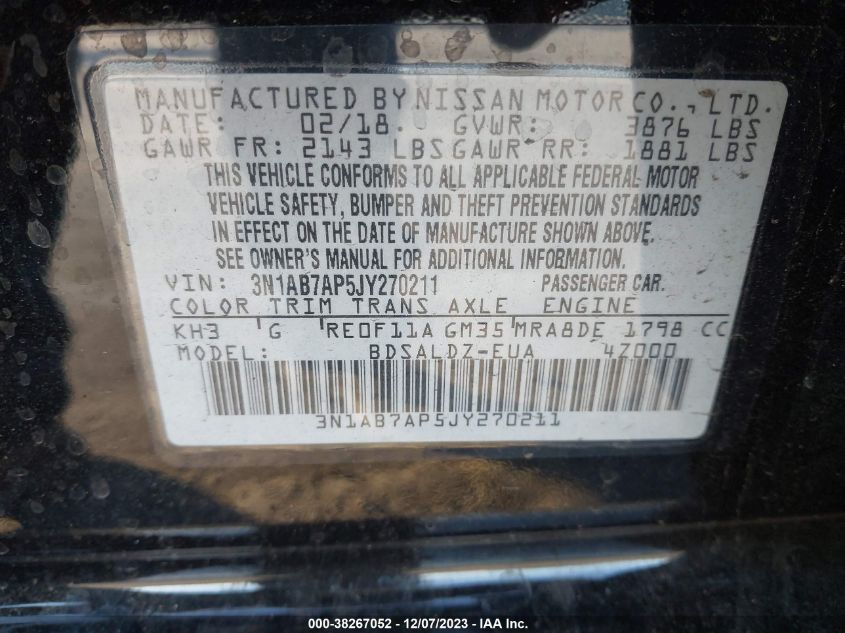 MANUFACTURED BY NISSAN MOTOR CO., LTD.
DATE: 02/18. GVWR: 3876 LBS
GAWR FR: 2143 LBS GAWR RR: 1881 LBS
THIS VEHICLE CONFORMS TO ALL APPLICABLE FEDERAL MOTOR
VEHICLE SAFETY, BUMPER AND THEFT PREVENTION STANDARDS
IN EFFECT ON THE DATE OF MANUFACTURE SHOWN ABOVE.
SEE OWNER'S MANUAL FOR ADDITIONAL INFORMATION.
VIN: 3N1AB7AP5JY270211 PASSENGER CAR.
COLOR TRIM TRANS AXLE ENGINE
KH3 G RE0F11A GM35 MRA8DE 1798 CC
MODEL: BDSALDZ-EUA 4Z000
3N1AB7AP5JY270211
000-38267052 - 12/07/2023 - IAAI.com